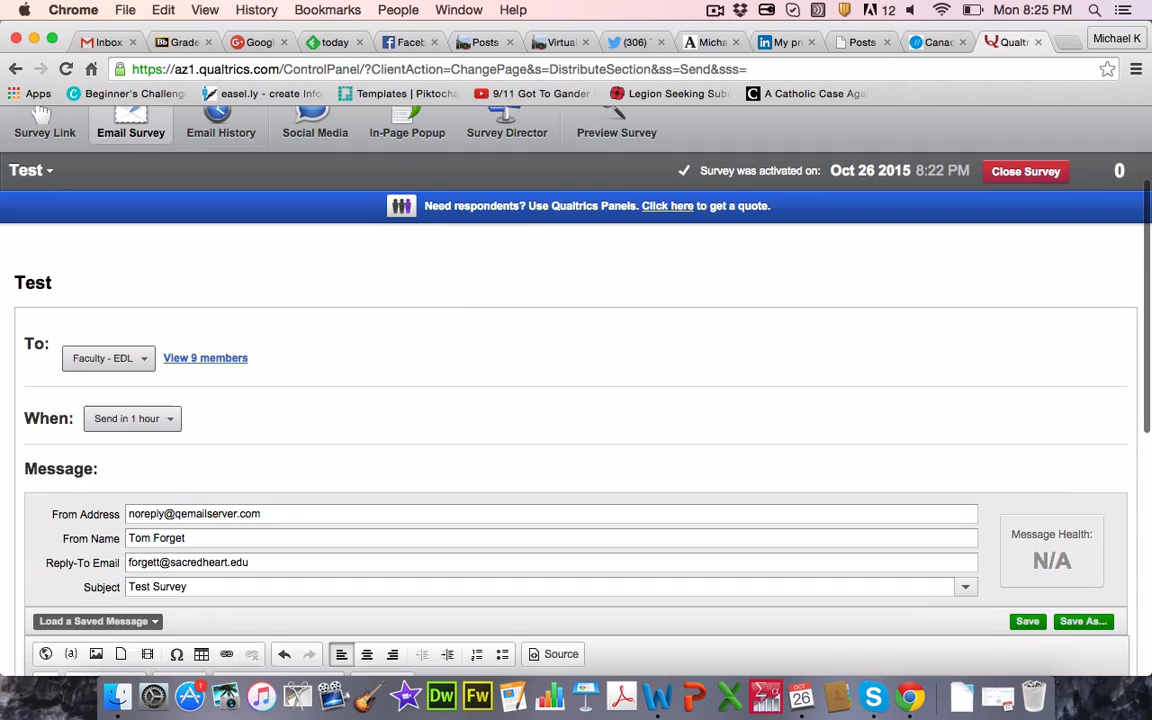 Chrome File Edit View History Bookmarks People Window Help 12 Mon 8:25 PM
Inbox Bb Grade Googl today Faceb Posts Virtual (306) Micha My pr Posts Canac Qualtr Michael K
https://az1.qualtrics.com/ControlPanel/?ClientAction=ChangePage&s=DistributeSection&ss=Send&sss=
Apps Beginner's Challeng easel.ly - create Info Templates | Piktocha 9/11 Got To Gander Legion Seeking Sub A Catholic Case Aga
Survey Link Email Survey Email History Social Media In-Page Popup Survey Director Preview Survey
Test Survey was activated on: Oct 26 2015 8:22 PM Close Survey 0
Need respondents? Use Qualtrics Panels. Click here to get a quote.
Test
To: Faculty - EDL View 9 members
When: Send in 1 hour
Message:
From Address noreply@qemailserver.com
From Name Tom Forget
Message Health:
Reply-To Email forgett@sacredheart.edu
N/A
Subject Test Survey
Load a Saved Message Save Save As...
Source
Dw Fw OCT 26